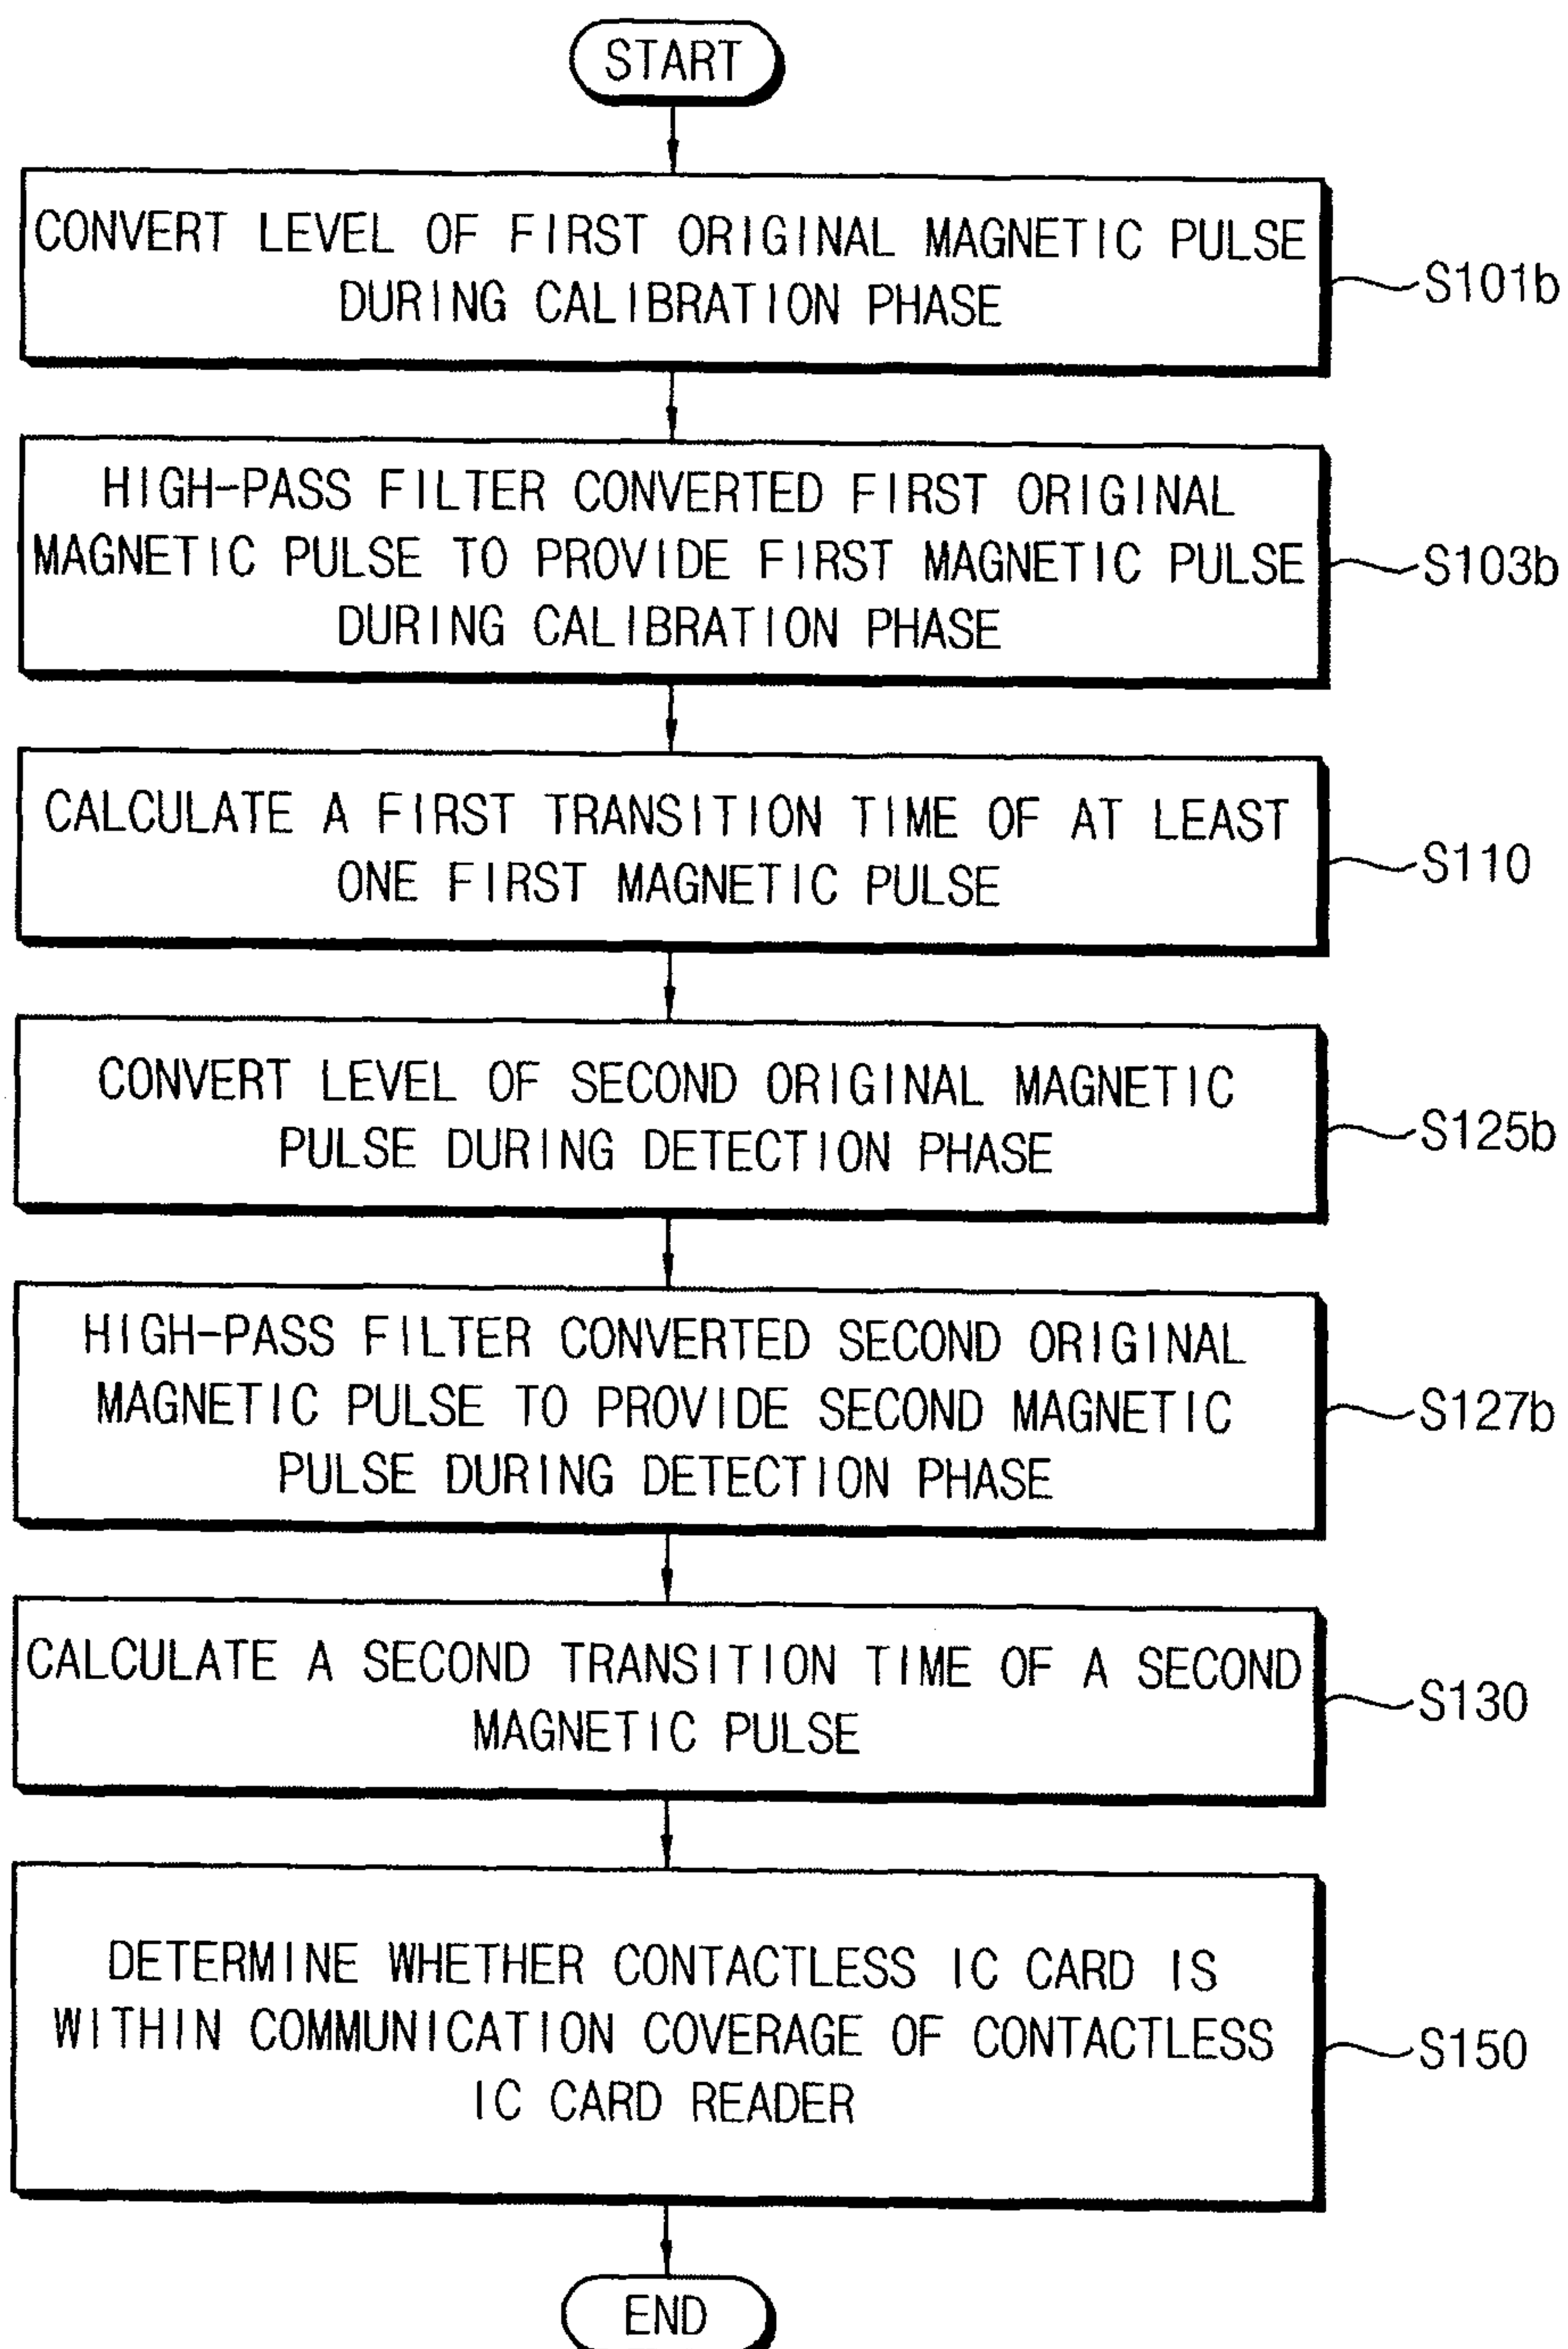 START
CONVERT LEVEL OF FIRST ORIGINAL MAGNETIC PULSE
DURING CALIBRATION PHASE
S101b
HIGH-PASS FILTER CONVERTED FIRST ORIGINAL
MAGNETIC PULSE TO PROVIDE FIRST MAGNETIC PULSE
DURING CALIBRATION PHASE
S103b
CALCULATE A FIRST TRANSITION TIME OF AT LEAST
ONE FIRST MAGNETIC PULSE
S110
CONVERT LEVEL OF SECOND ORIGINAL MAGNETIC
PULSE DURING DETECTION PHASE
S125b
HIGH-PASS FILTER CONVERTED SECOND ORIGINAL
MAGNETIC PULSE TO PROVIDE SECOND MAGNETIC
PULSE DURING DETECTION PHASE
S127b
CALCULATE A SECOND TRANSITION TIME OF A SECOND
MAGNETIC PULSE
S130
DETERMINE WHETHER CONTACTLESS IC CARD IS
WITHIN COMMUNICATION COVERAGE OF CONTACTLESS
IC CARD READER
S150
END